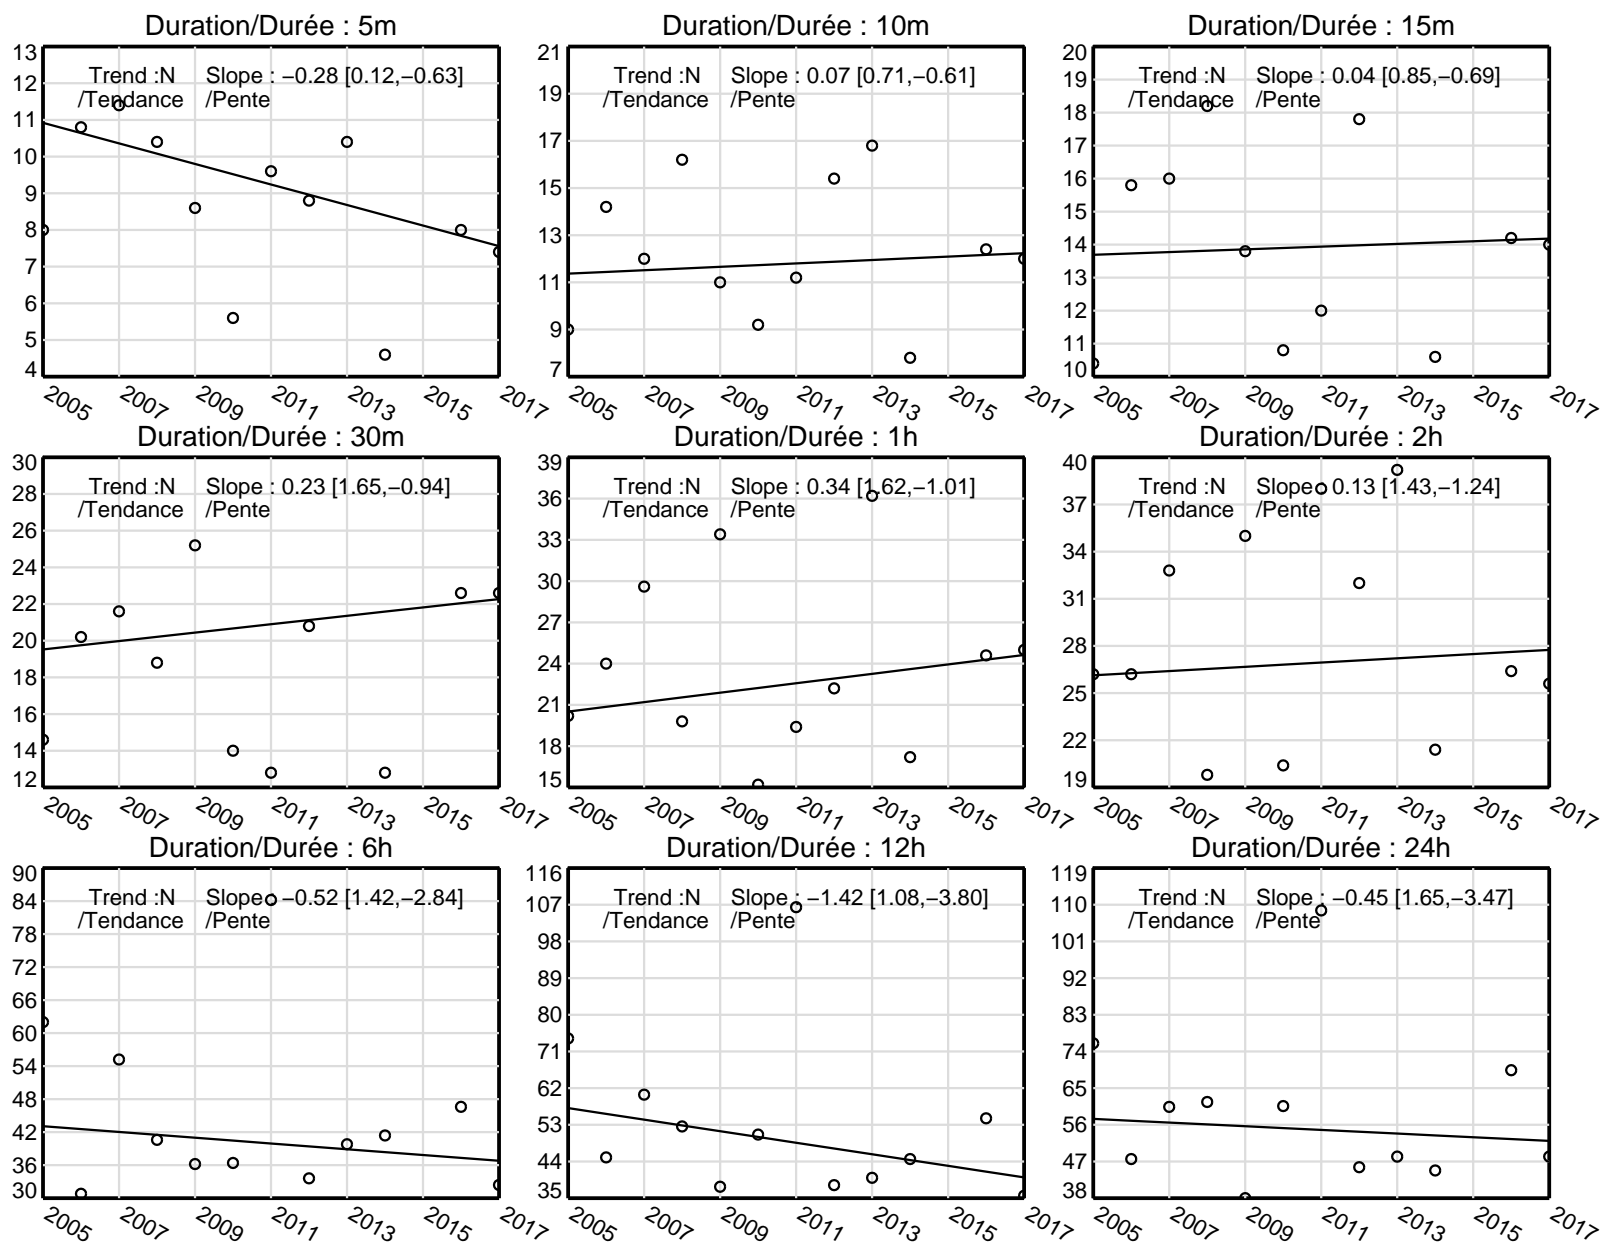 Duration/Durée : 5m
13
12
11
10
9
8
7
6
5
4
Trend :N Slope : −0.28 [0.12,−0.63]
/Tendance /Pente
2005 2007 2009 2011 2013 2015 2017
Duration/Durée : 10m
21
19
17
15
13
11
9
7
Trend :N Slope : 0.07 [0.71,−0.61]
/Tendance /Pente
2005 2007 2009 2011 2013 2015 2017
Duration/Durée : 15m
20
19
18
17
16
15
14
13
12
11
10
Trend :N Slope : 0.04 [0.85,−0.69]
/Tendance /Pente
2005 2007 2009 2011 2013 2015 2017
Duration/Durée : 30m
30
28
26
24
22
20
18
16
14
12
Trend :N Slope : 0.23 [1.65,−0.94]
/Tendance /Pente
2005 2007 2009 2011 2013 2015 2017
Duration/Durée : 1h
39
36
33
30
27
24
21
18
15
Trend :N Slope : 0.34 [1.62,−1.01]
/Tendance /Pente
2005 2007 2009 2011 2013 2015 2017
Duration/Durée : 2h
40
37
34
31
28
25
22
19
Trend :N Slope : 0.13 [1.43,−1.24]
/Tendance /Pente
2005 2007 2009 2011 2013 2015 2017
Duration/Durée : 6h
90
84
78
72
66
60
54
48
42
36
30
Trend :N Slope : −0.52 [1.42,−2.84]
/Tendance /Pente
2005 2007 2009 2011 2013 2015 2017
Duration/Durée : 12h
116
107
98
89
80
71
62
53
44
35
Trend :N Slope : −1.42 [1.08,−3.80]
/Tendance /Pente
2005 2007 2009 2011 2013 2015 2017
Duration/Durée : 24h
119
110
101
92
83
74
65
56
47
38
Trend :N Slope : −0.45 [1.65,−3.47]
/Tendance /Pente
2005 2007 2009 2011 2013 2015 2017